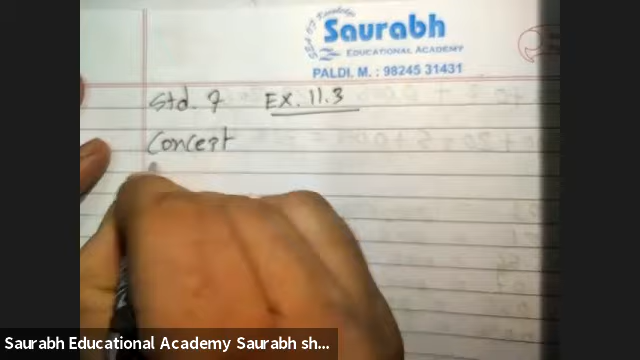 Saurabh
EDUCATIONAL ACADEMY
PALDI. M. : 98245 31431
Std. 7 EX. 11.3
Concept
Saurabh Educational Academy Saurabh sh...